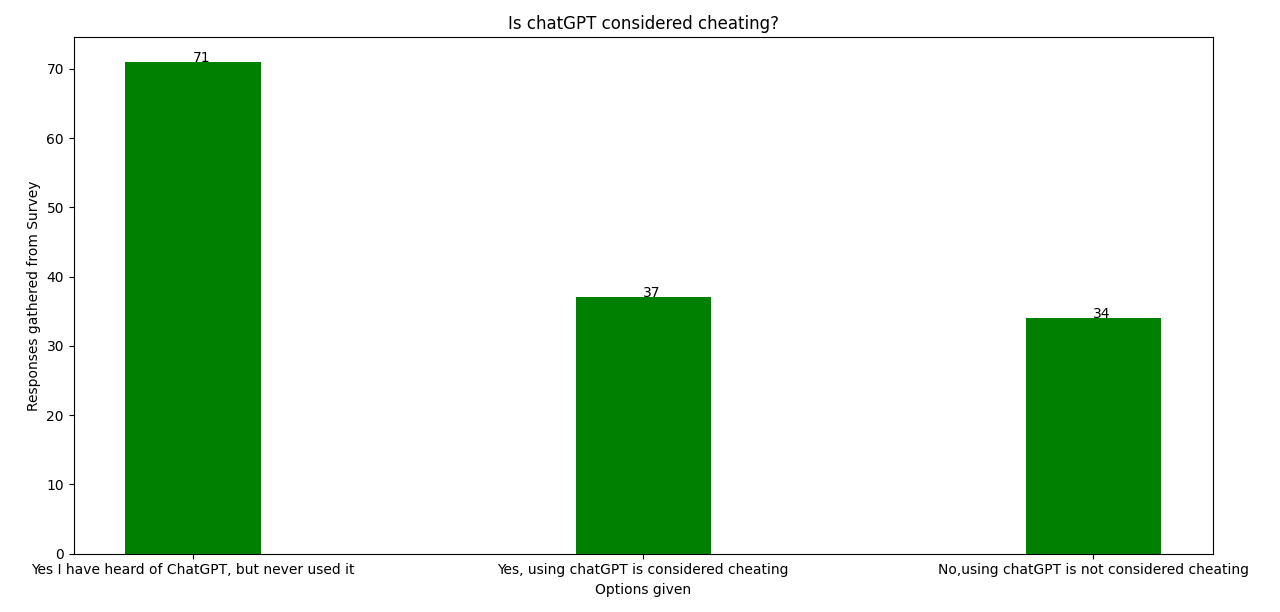 Is chatGPT considered cheating?
Responses gathered from Survey
70
60
50
40
30
20
10
0
71
37
34
Yes I have heard of ChatGPT, but never used it
Yes, using chatGPT is considered cheating
No,using chatGPT is not considered cheating
Options given